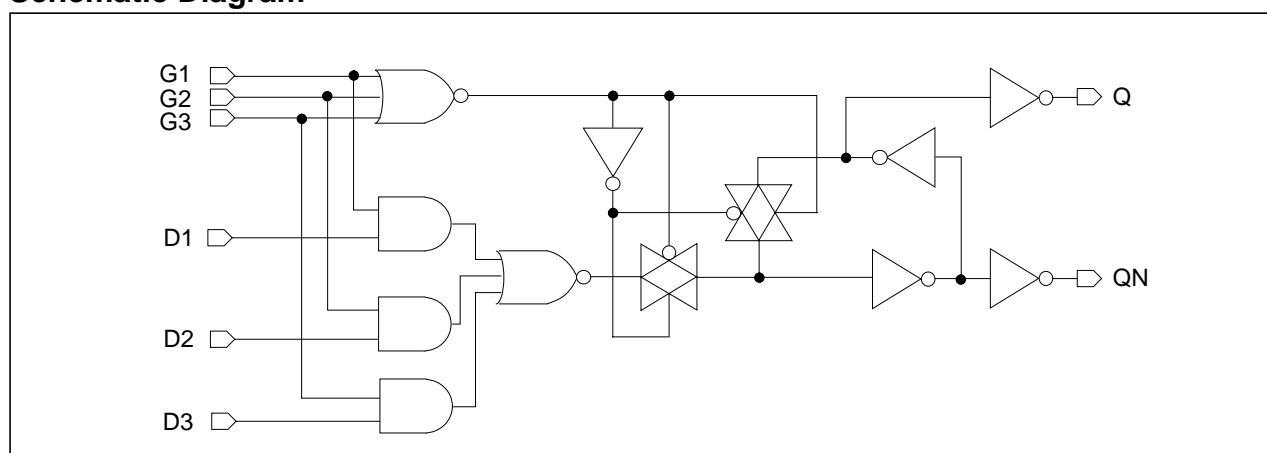 Schematic Diagram
G1
G2
G3
Q
D1
QN
D2
D3